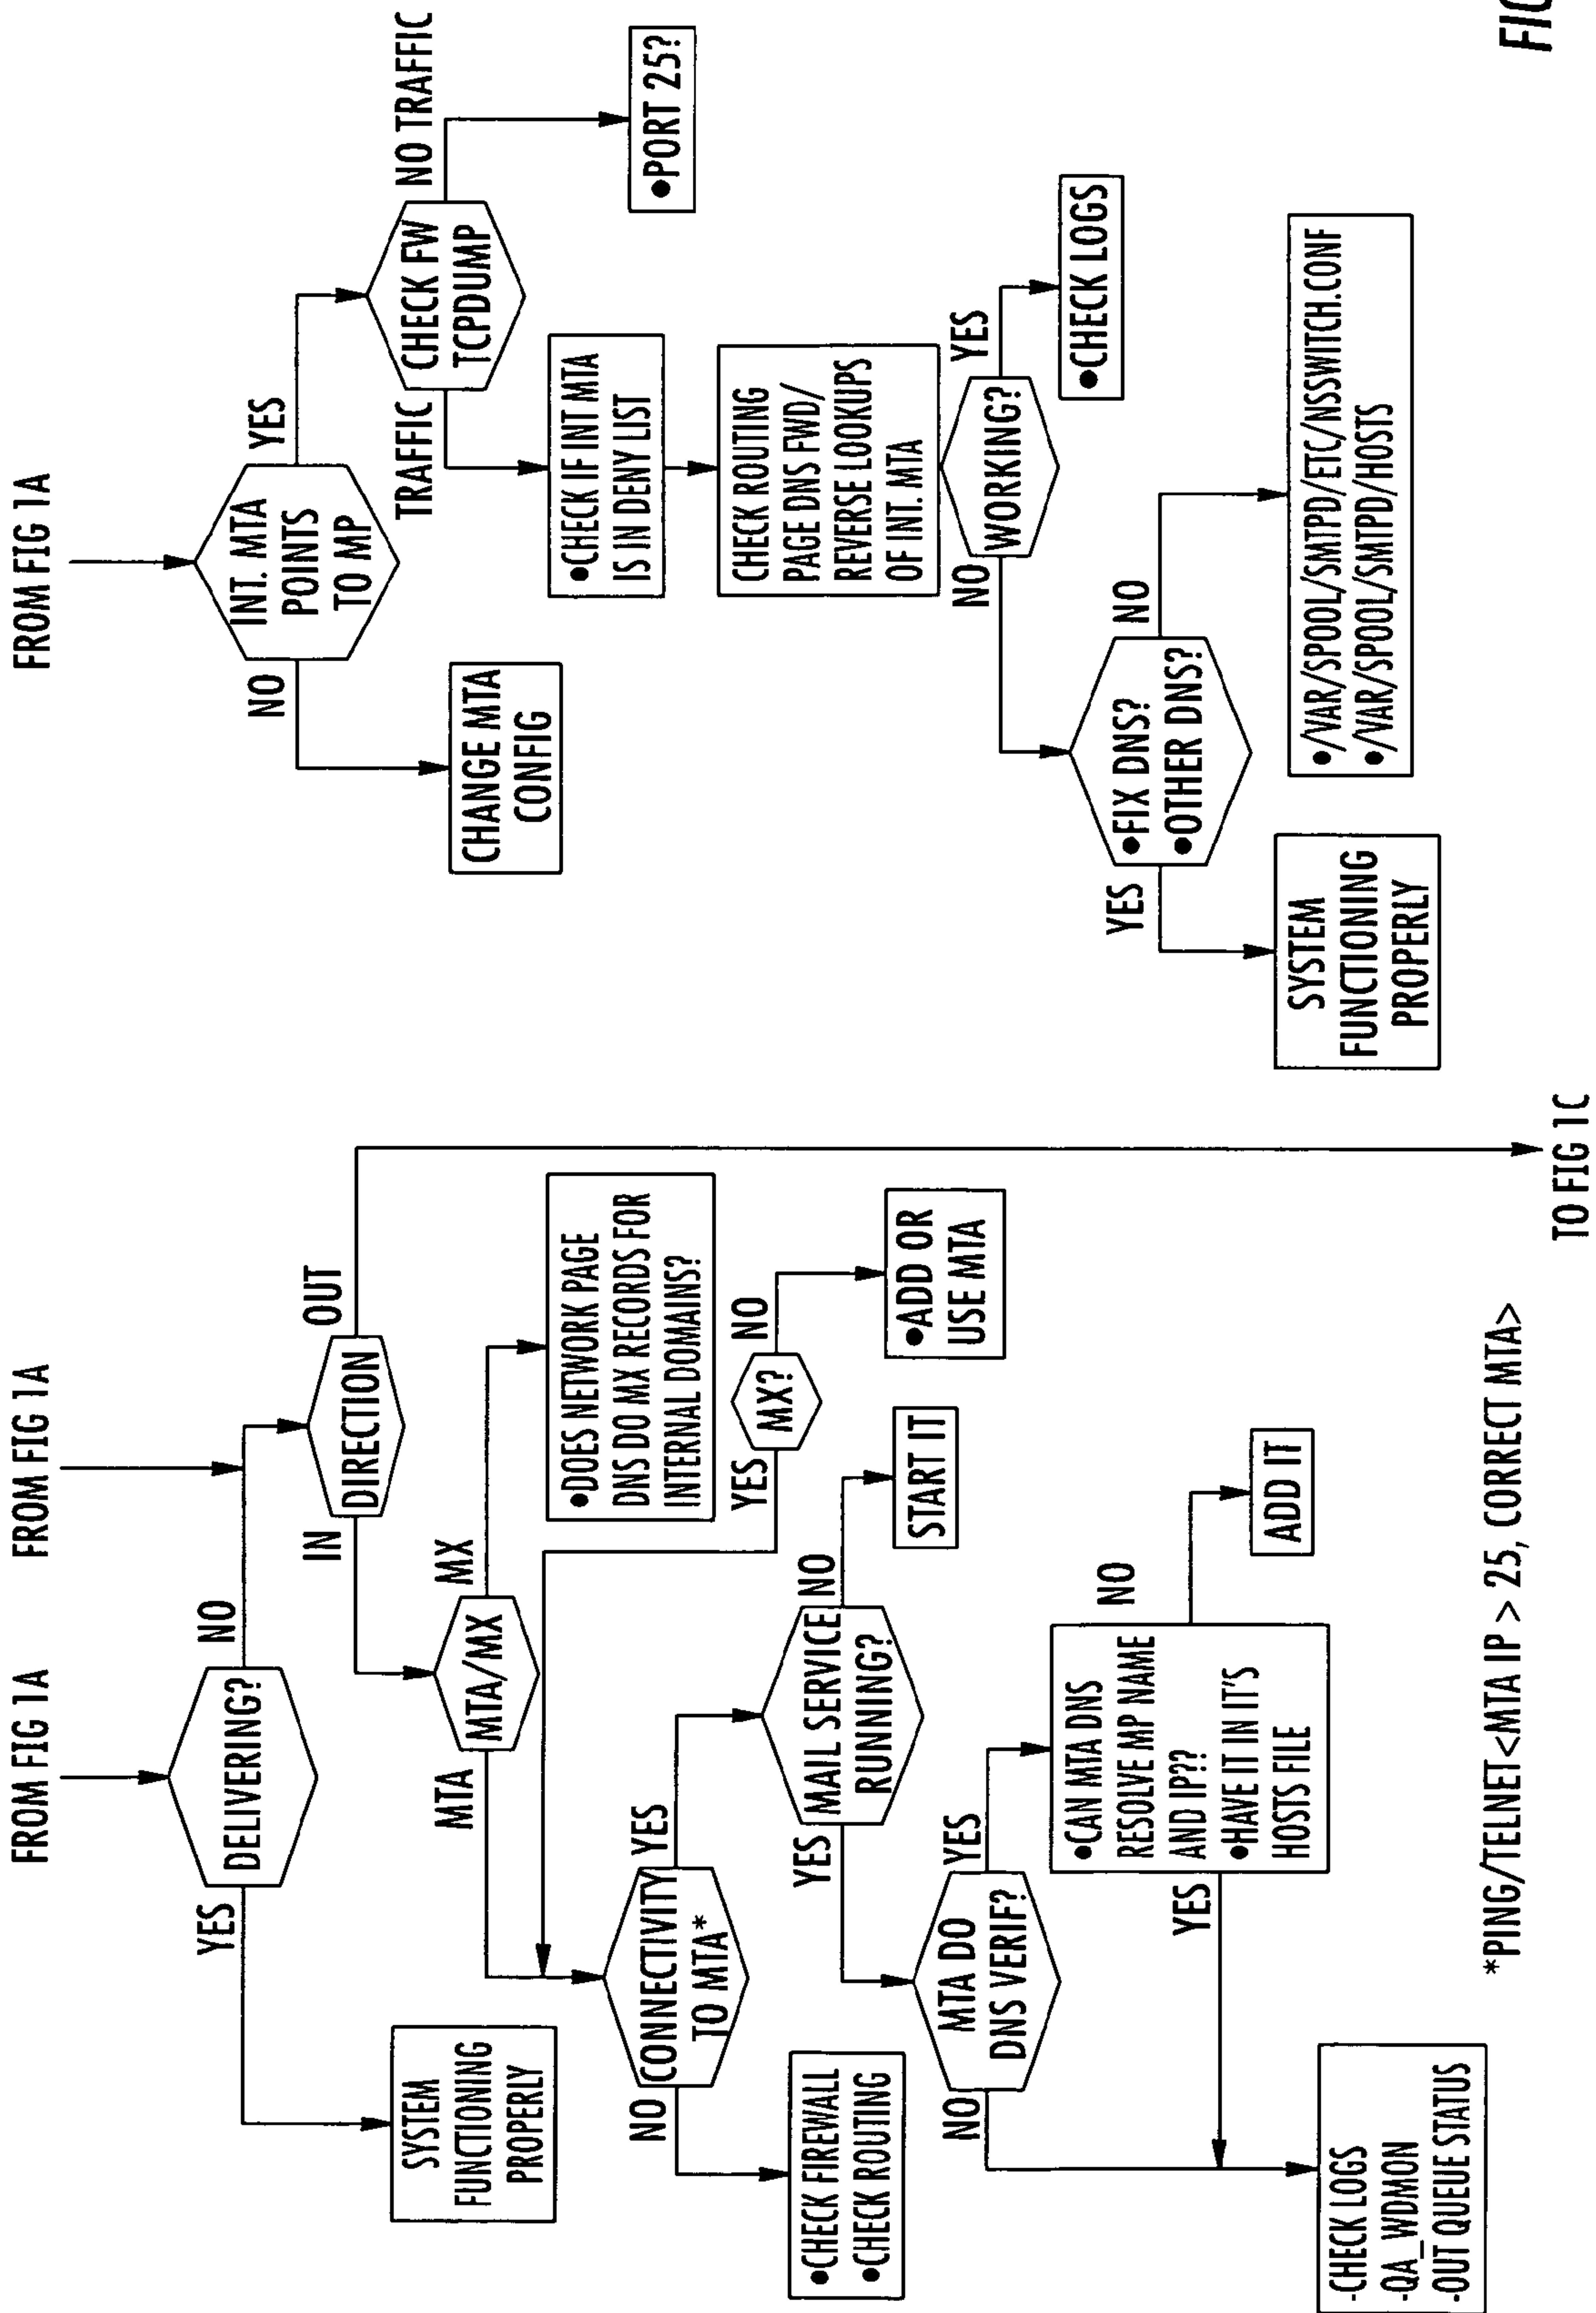 FROM FIG 1A
FROM FIG 1A
DELIVERING?
YES
NO
SYSTEM
FUNCTIONING
PROPERLY
DIRECTION
IN
OUT
MTA/MX
MTA
MX
•DOES NETWORK PAGE
DNS DO MX RECORDS FOR
INTERNAL DOMAINS?
MX?
YES
NO
•ADD OR
USE MTA
CONNECTIVITY
TO MTA*
NO
YES
•CHECK FIREWALL
•CHECK ROUTING
MAIL SERVICE
RUNNING?
YES
NO
START IT
MTA DO
DNS VERIF?
NO
YES
•CAN MTA DNS
RESOLVE MP NAME
AND IP??
•HAVE IT IN IT'S
HOSTS FILE
YES
NO
ADD IT
-CHECK LOGS
-QA_WDMON
-OUT QUEUE STATUS
*PING/TELNET<MTA IP > 25, CORRECT MTA>
TO FIG 1C
FROM FIG 1A
INT. MTA
POINTS
TO MP
NO
YES
CHANGE MTA
CONFIG
CHECK FW
TCPDUMP
TRAFFIC
NO TRAFFIC
•PORT 25?
•CHECK IF INT MTA
IS IN DENY LIST
CHECK ROUTING
PAGE DNS FWD/
REVERSE LOOKUPS
OF INT. MTA
WORKING?
NO
YES
•CHECK LOGS
•FIX DNS?
•OTHER DNS?
YES
NO
SYSTEM
FUNCTIONING
PROPERLY
•/VAR/SPOOL/SMTPD/ETC/NSSWITCH.CONF
•/VAR/SPOOL/SMTPD/HOSTS